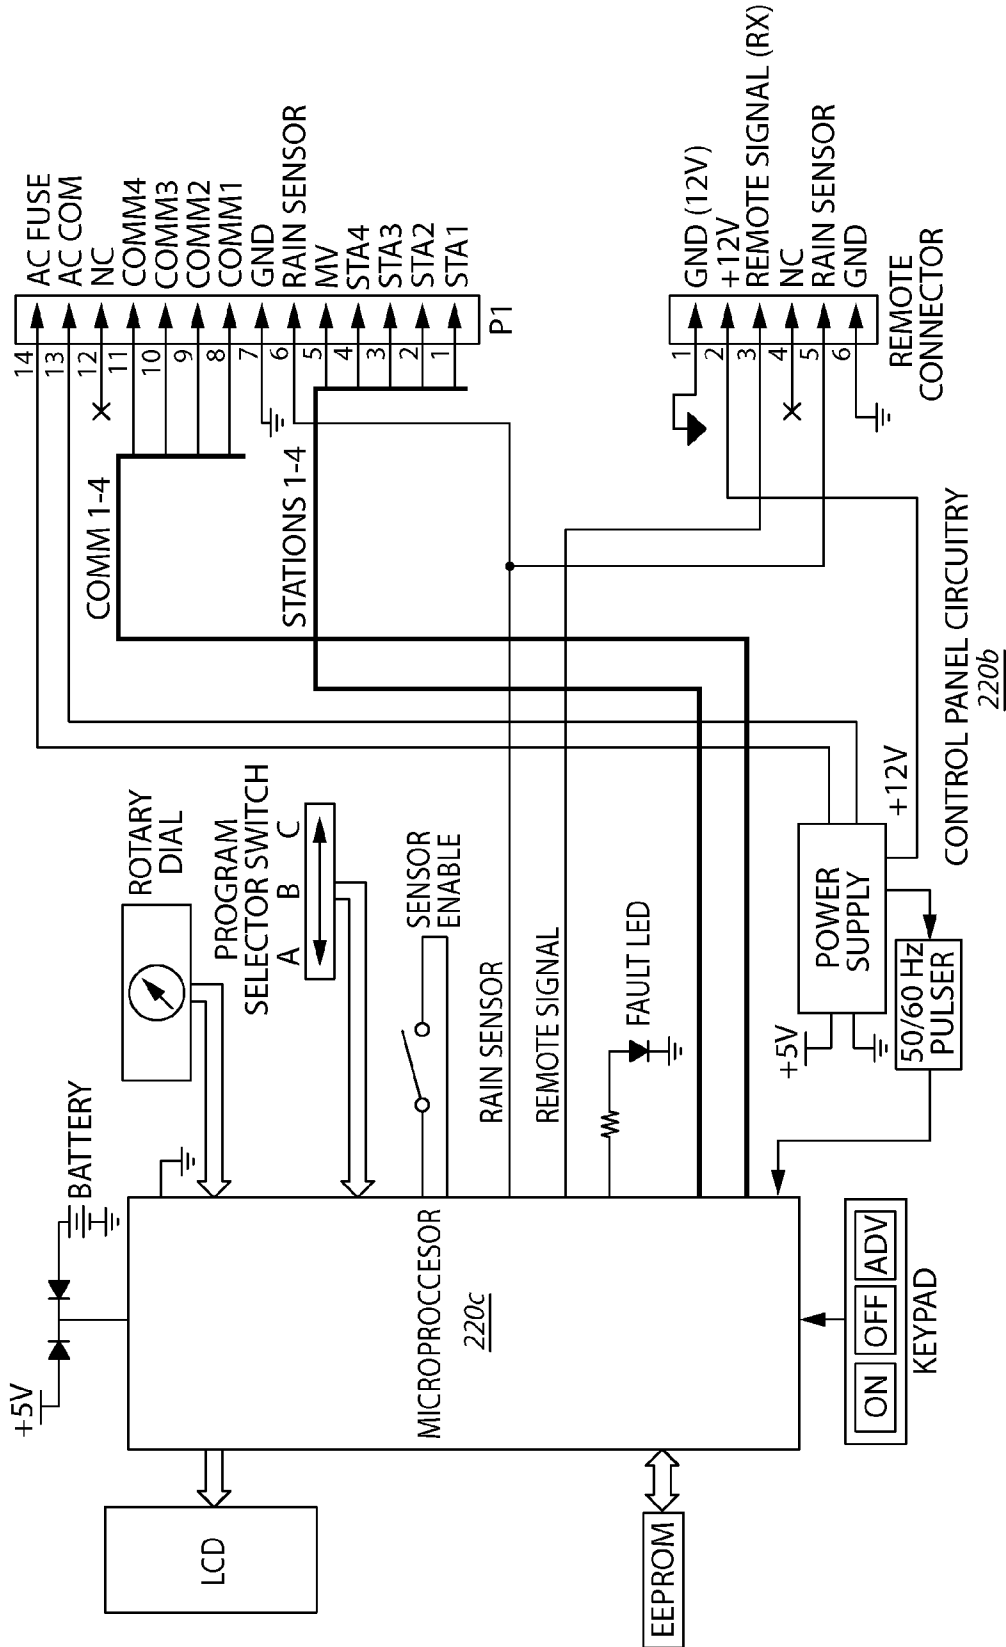 LCD
EEPROM
+5V
BATTERY
MICROPROCCESOR
220c
ON
OFF
ADV
KEYPAD
ROTARY
DIAL
PROGRAM
SELECTOR SWITCH
A B C
SENSOR
ENABLE
RAIN SENSOR
REMOTE SIGNAL
FAULT LED
+5V
POWER
SUPPLY
+12V
50/60 Hz
PULSER
COMM 1-4
STATIONS 1-4
14 AC FUSE
13 AC COM
12 NC
11 COMM4
10 COMM3
9 COMM2
8 COMM1
7 GND
6 RAIN SENSOR
5 MV
4 STA4
3 STA3
2 STA2
1 STA1
P1
1 GND (12V)
2 +12V
3 REMOTE SIGNAL (RX)
4 NC
5 RAIN SENSOR
6 GND
REMOTE
CONNECTOR
CONTROL PANEL CIRCUITRY
220b